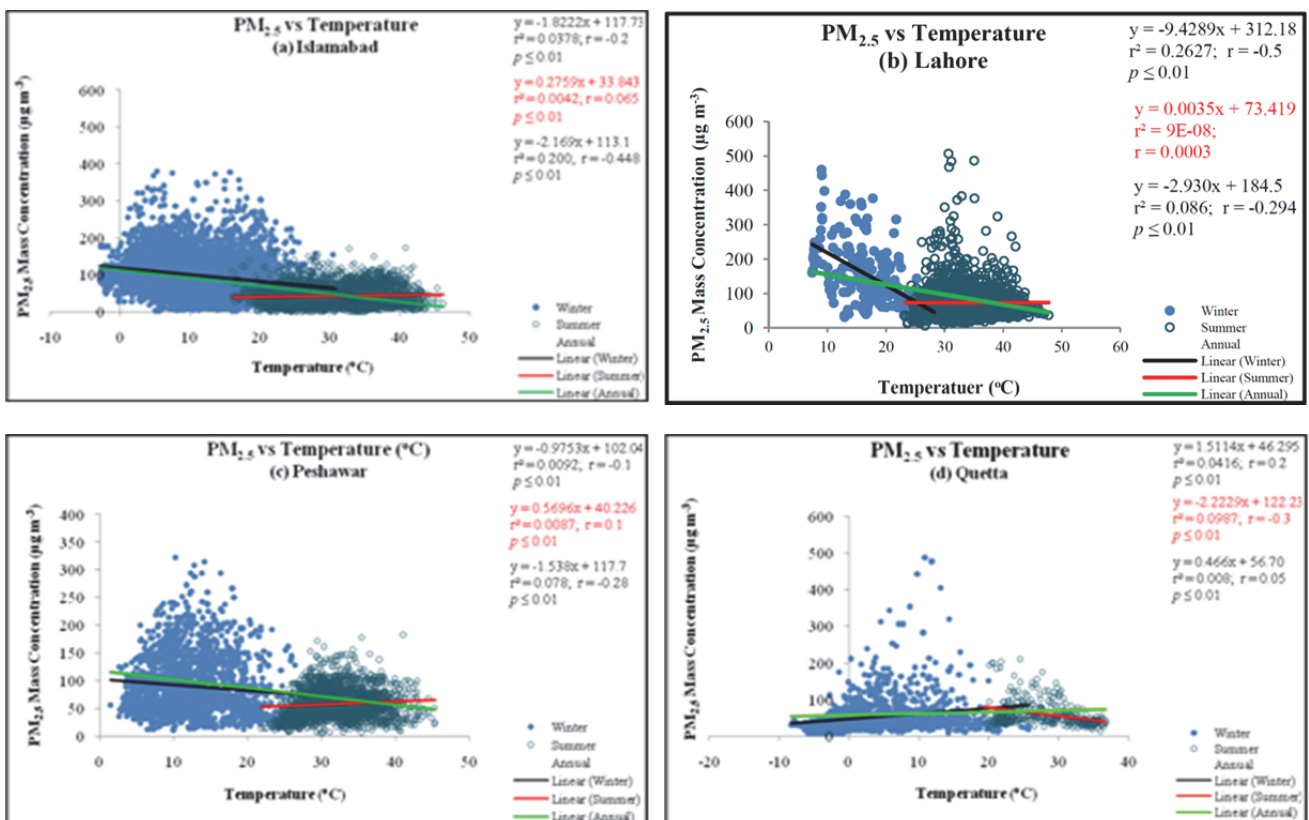 PM2.5 vs Temperature
(a) Islamabad
y=-1.8222x+117.73
r²=0.0378; r=-0.2
p ≤ 0.01
y=0.2759x+33.843
r²=0.0042; r=0.065
p ≤ 0.01
y=-2.169x+113.1
r²=0.200; r=-0.448
p ≤ 0.01
PM2.5 Mass Concentration (µg m-3)
600
500
400
300
200
100
0
-10 0 10 20 30 40 50
Temperature (°C)
Winter
Summer
Annual
Linear (Winter)
Linear (Summer)
Linear (Annual)
PM2.5 vs Temperature
(b) Lahore
y = -9.4289x + 312.18
r² = 0.2627; r = -0.5
p ≤ 0.01
y = 0.0035x + 73.419
r² = 9E-08;
r = 0.0003
y = -2.930x + 184.5
r² = 0.086; r = -0.294
p ≤ 0.01
PM2.5 Mass Concentration (µg m-3)
600
500
400
300
200
100
0
0 10 20 30 40 50 60
Temperatuer (°C)
Winter
Summer
Annual
Linear (Winter)
Linear (Summer)
Linear (Annual)
PM2.5 vs Temperature (°C)
(c) Peshawar
y=-0.9753x+102.04
r²=0.0092; r=-0.1
p ≤ 0.01
y=0.5696x+40.226
r²=0.0087; r=0.1
p ≤ 0.01
y=-1.538x+117.7
r²=0.078; r=-0.28
p ≤ 0.01
PM2.5 Mass Concentration (µg m-3)
400
350
300
250
200
150
100
50
0
0 10 20 30 40 50
Temperature (°C)
Winter
Summer
Annual
Linear (Winter)
Linear (Summer)
Linear (Annual)
PM2.5 vs Temperature
(d) Quetta
y=1.5114x+46.295
r²=0.0416; r=0.2
p ≤ 0.01
y=-2.2229x+122.23
r²=0.0987; r=-0.3
p ≤ 0.01
y=0.466x+56.70
r²=0.008; r=0.05
p ≤ 0.01
PM2.5 Mass Concentration (µg m-3)
600
500
400
300
200
100
0
-20 -10 0 10 20 30 40
Temperature (°C)
Winter
Summer
Annual
Linear (Winter)
Linear (Summer)
Linear (Annual)